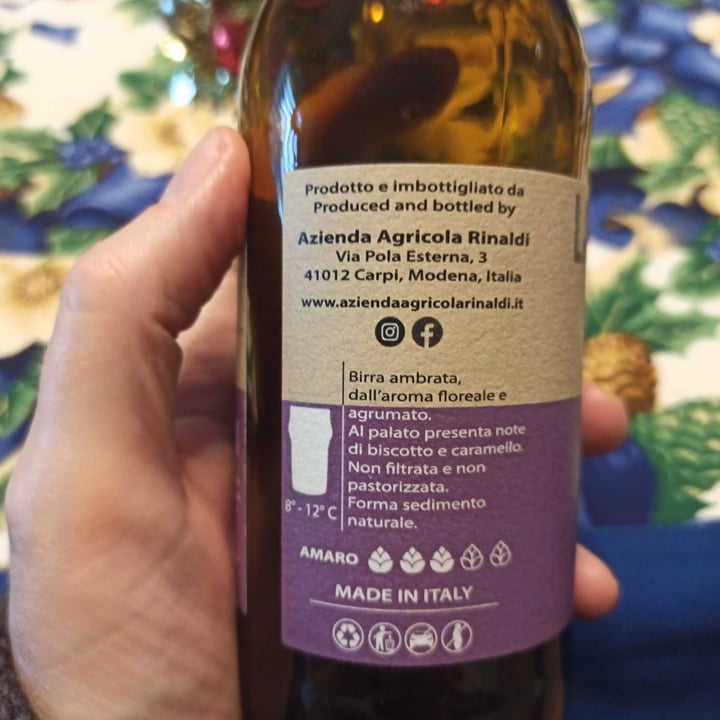 Prodotto e imbottigliato da
Produced and bottled by
Azienda Agricola Rinaldi
Via Pola Esterna, 3
41012 Carpi, Modena, Italia
www.aziendaagricolarinaldi.it
Birra ambrata,
dall'aroma floreale e
agrumato.
Al palato presenta note
di biscotto e caramello.
Non filtrata e non
pastorizzata.
Forma sedimento
naturale.
8° - 12° C
AMARO
MADE IN ITALY